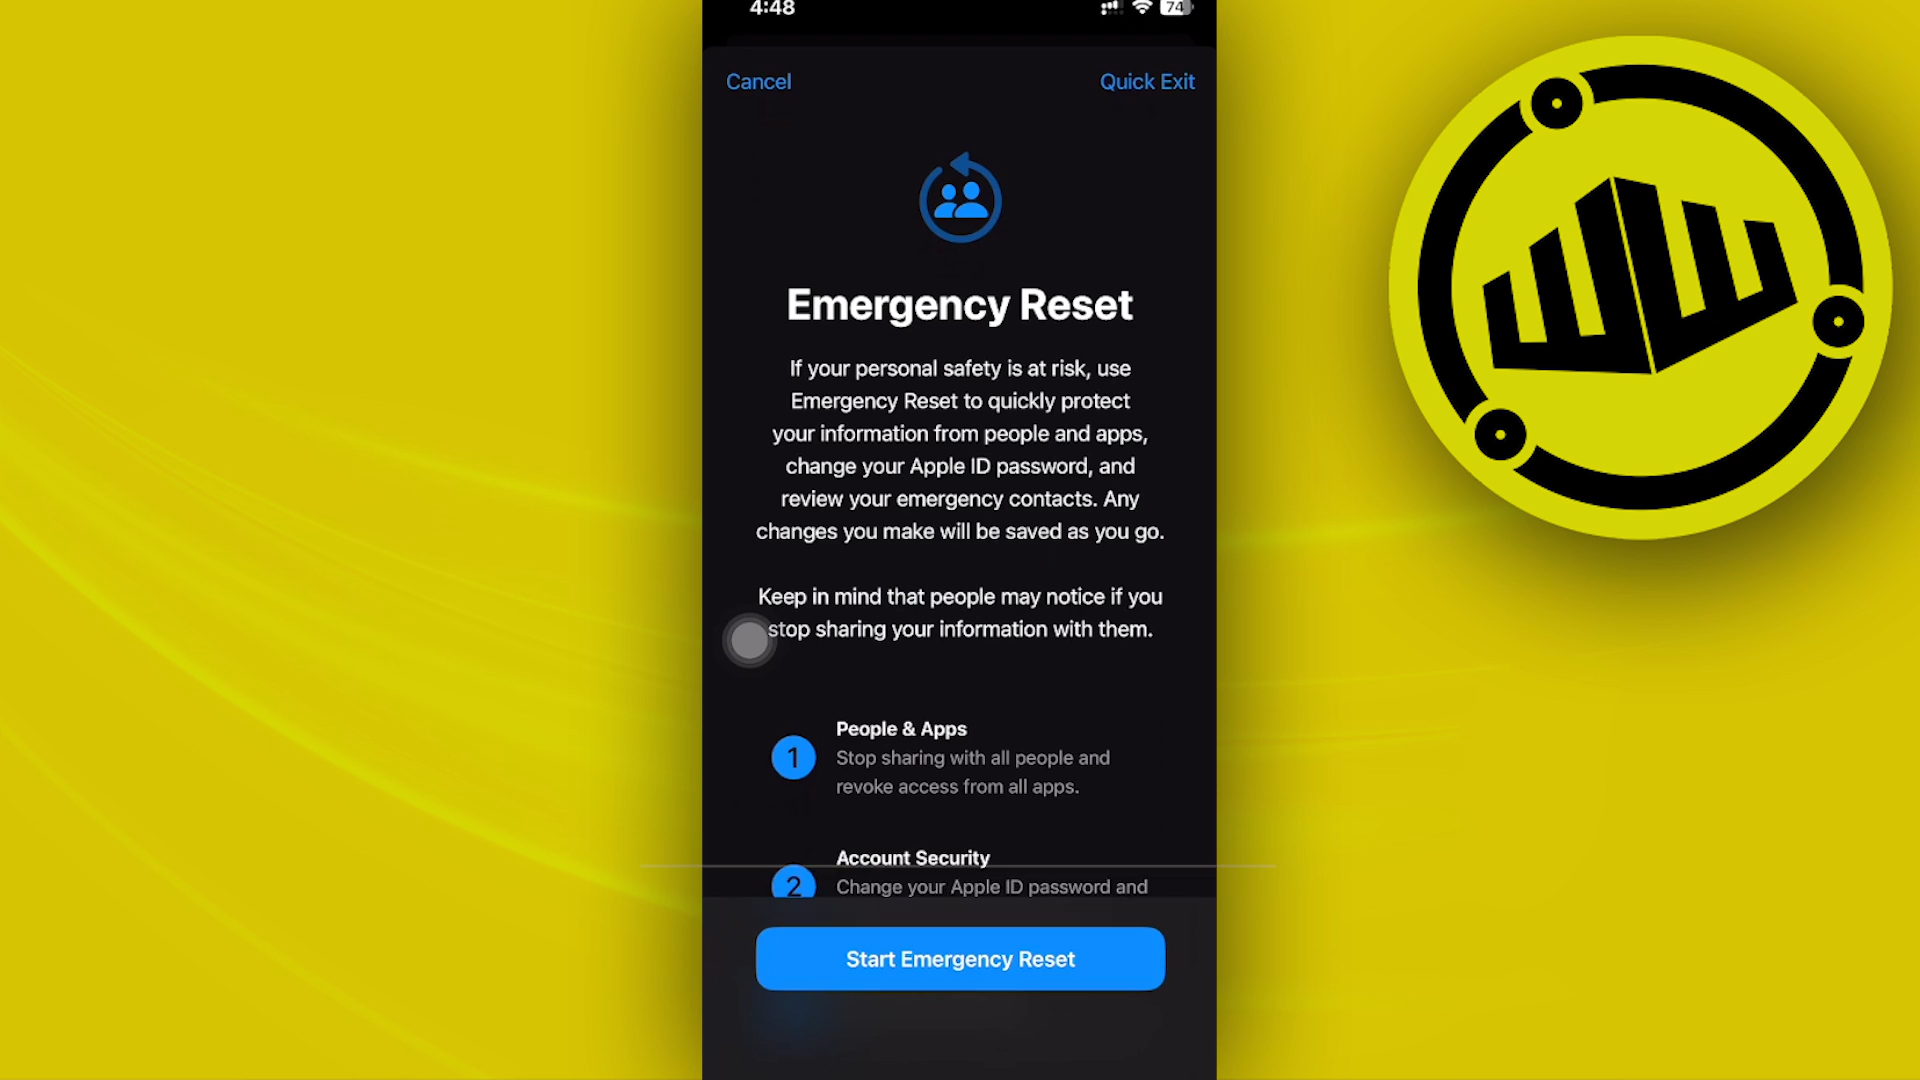 4:48
74
Cancel
Quick Exit
Emergency Reset
If your personal safety is at risk, use
Emergency Reset to quickly protect
your information from people and apps,
change your Apple ID password, and
review your emergency contacts. Any
changes you make will be saved as you go.
Keep in mind that people may notice if you
stop sharing your information with them.
1
People & Apps
Stop sharing with all people and
revoke access from all apps.
2
Account Security
Change your Apple ID password and
Start Emergency Reset